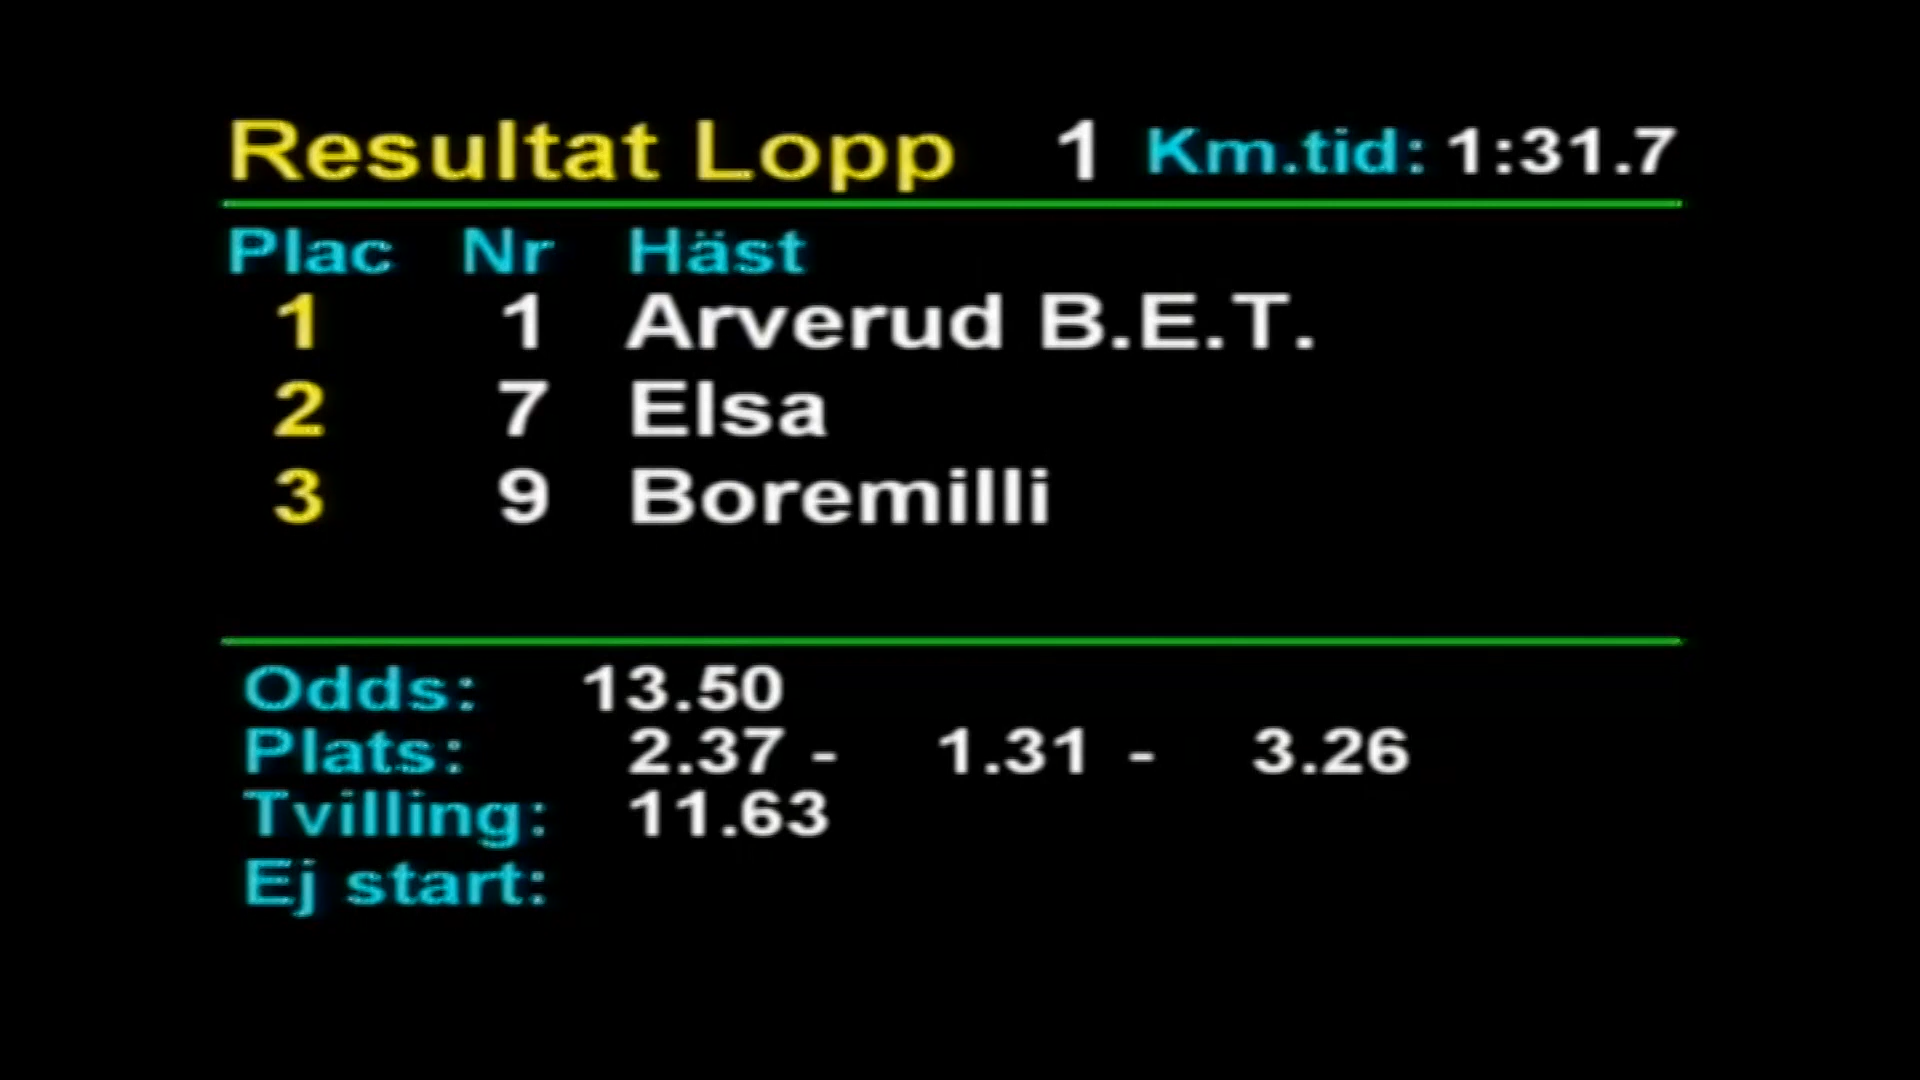 Resultat Lopp 1 Km.tid: 1:31.7
Plac Nr Häst
1 1 Arverud B.E.T.
2 7 Elsa
3 9 Boremilli
Odds: 13.50
Plats: 2.37 - 1.31 - 3.26
Tvilling: 11.63
Ej start: